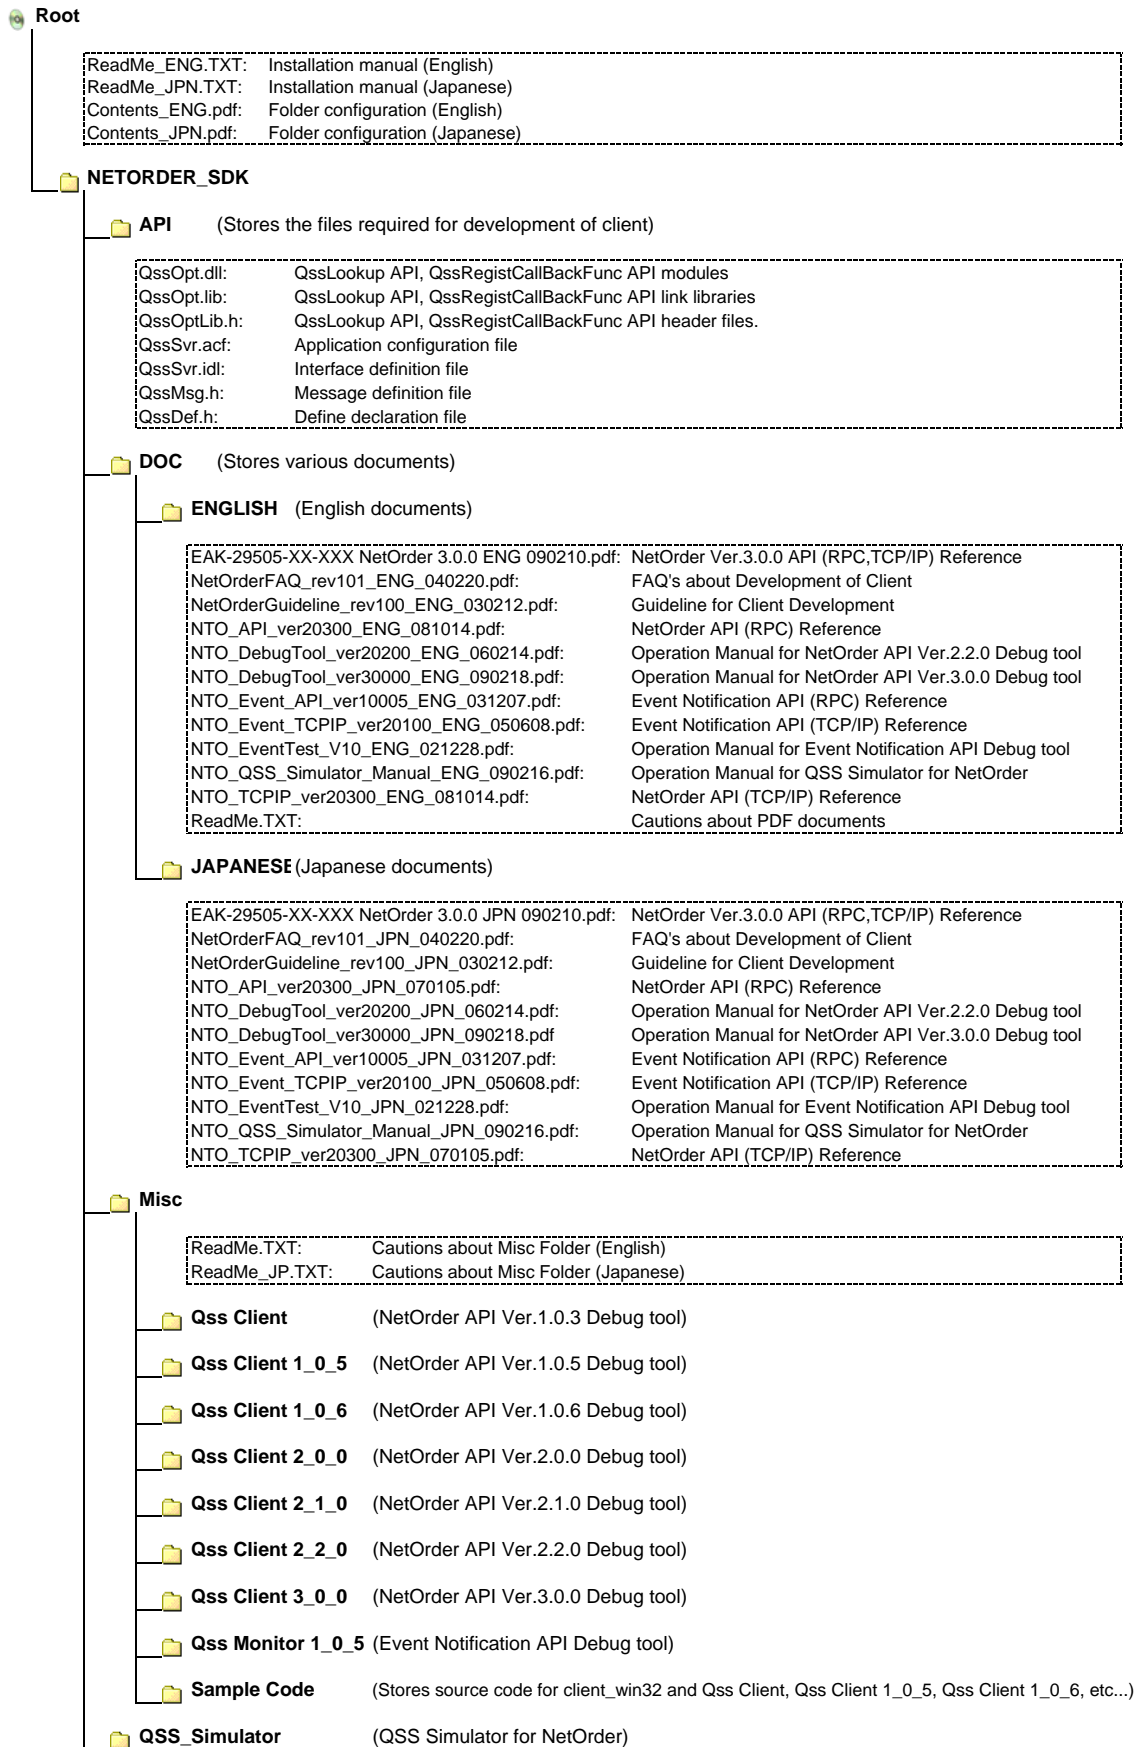 Root
ReadMe_ENG.TXT: Installation manual (English)
ReadMe_JPN.TXT: Installation manual (Japanese)
Contents_ENG.pdf: Folder configuration (English)
Contents_JPN.pdf: Folder configuration (Japanese)
NETORDER_SDK
API (Stores the files required for development of client)
QssOpt.dll: QssLookup API, QssRegistCallBackFunc API modules
QssOpt.lib: QssLookup API, QssRegistCallBackFunc API link libraries
QssOptLib.h: QssLookup API, QssRegistCallBackFunc API header files.
QssSvr.acf: Application configuration file
QssSvr.idl: Interface definition file
QssMsg.h: Message definition file
QssDef.h: Define declaration file
DOC (Stores various documents)
ENGLISH (English documents)
EAK-29505-XX-XXX NetOrder 3.0.0 ENG 090210.pdf: NetOrder Ver.3.0.0 API (RPC,TCP/IP) Reference
NetOrderFAQ_rev101_ENG_040220.pdf: FAQ's about Development of Client
NetOrderGuideline_rev100_ENG_030212.pdf: Guideline for Client Development
NTO_API_ver20300_ENG_081014.pdf: NetOrder API (RPC) Reference
NTO_DebugTool_ver20200_ENG_060214.pdf: Operation Manual for NetOrder API Ver.2.2.0 Debug tool
NTO_DebugTool_ver30000_ENG_090218.pdf: Operation Manual for NetOrder API Ver.3.0.0 Debug tool
NTO_Event_API_ver10005_ENG_031207.pdf: Event Notification API (RPC) Reference
NTO_Event_TCPIP_ver20100_ENG_050608.pdf: Event Notification API (TCP/IP) Reference
NTO_EventTest_V10_ENG_021228.pdf: Operation Manual for Event Notification API Debug tool
NTO_QSS_Simulator_Manual_ENG_090216.pdf: Operation Manual for QSS Simulator for NetOrder
NTO_TCPIP_ver20300_ENG_081014.pdf: NetOrder API (TCP/IP) Reference
ReadMe.TXT: Cautions about PDF documents
JAPANESE (Japanese documents)
EAK-29505-XX-XXX NetOrder 3.0.0 JPN 090210.pdf: NetOrder Ver.3.0.0 API (RPC,TCP/IP) Reference
NetOrderFAQ_rev101_JPN_040220.pdf: FAQ's about Development of Client
NetOrderGuideline_rev100_JPN_030212.pdf: Guideline for Client Development
NTO_API_ver20300_JPN_070105.pdf: NetOrder API (RPC) Reference
NTO_DebugTool_ver20200_JPN_060214.pdf: Operation Manual for NetOrder API Ver.2.2.0 Debug tool
NTO_DebugTool_ver30000_JPN_090218.pdf Operation Manual for NetOrder API Ver.3.0.0 Debug tool
NTO_Event_API_ver10005_JPN_031207.pdf: Event Notification API (RPC) Reference
NTO_Event_TCPIP_ver20100_JPN_050608.pdf: Event Notification API (TCP/IP) Reference
NTO_EventTest_V10_JPN_021228.pdf: Operation Manual for Event Notification API Debug tool
NTO_QSS_Simulator_Manual_JPN_090216.pdf: Operation Manual for QSS Simulator for NetOrder
NTO_TCPIP_ver20300_JPN_070105.pdf: NetOrder API (TCP/IP) Reference
Misc
ReadMe.TXT: Cautions about Misc Folder (English)
ReadMe_JP.TXT: Cautions about Misc Folder (Japanese)
Qss Client (NetOrder API Ver.1.0.3 Debug tool)
Qss Client 1_0_5 (NetOrder API Ver.1.0.5 Debug tool)
Qss Client 1_0_6 (NetOrder API Ver.1.0.6 Debug tool)
Qss Client 2_0_0 (NetOrder API Ver.2.0.0 Debug tool)
Qss Client 2_1_0 (NetOrder API Ver.2.1.0 Debug tool)
Qss Client 2_2_0 (NetOrder API Ver.2.2.0 Debug tool)
Qss Client 3_0_0 (NetOrder API Ver.3.0.0 Debug tool)
Qss Monitor 1_0_5 (Event Notification API Debug tool)
Sample Code (Stores source code for client_win32 and Qss Client, Qss Client 1_0_5, Qss Client 1_0_6, etc...)
QSS_Simulator (QSS Simulator for NetOrder)